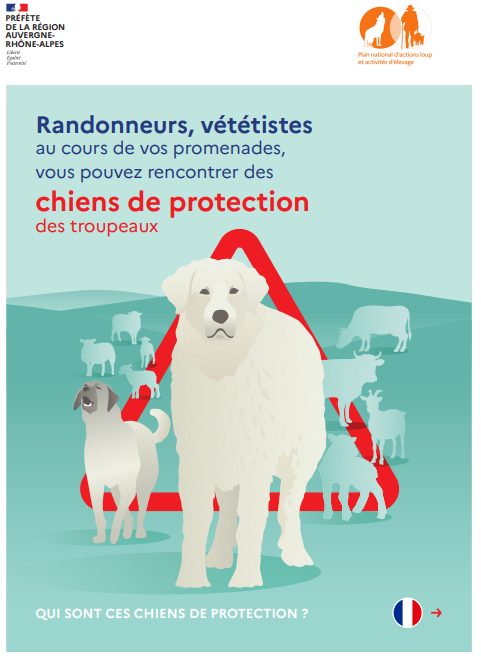 PRÉFÈTE
DE LA RÉGION
AUVERGNE-
RHÔNE-ALPES
Liberté
Égalité
Fraternité
Plan national d'actions loup
et activités d'élevage
Randonneurs, vététistes
au cours de vos promenades,
vous pouvez rencontrer des
chiens de protection
des troupeaux
QUI SONT CES CHIENS DE PROTECTION ?